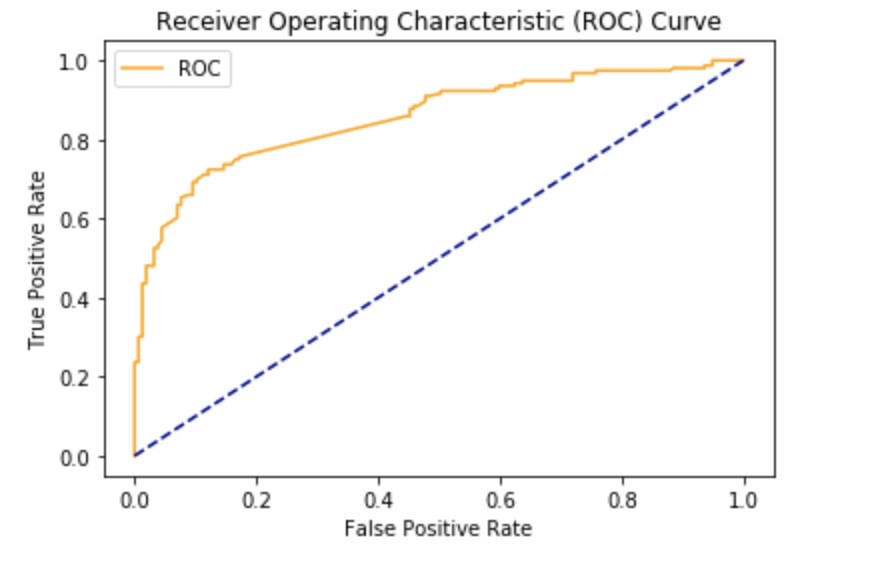 Receiver Operating Characteristic (ROC) Curve
ROC
True Positive Rate
1.0
0.8
0.6
0.4
0.2
0.0
0.0 0.2 0.4 0.6 0.8 1.0
False Positive Rate